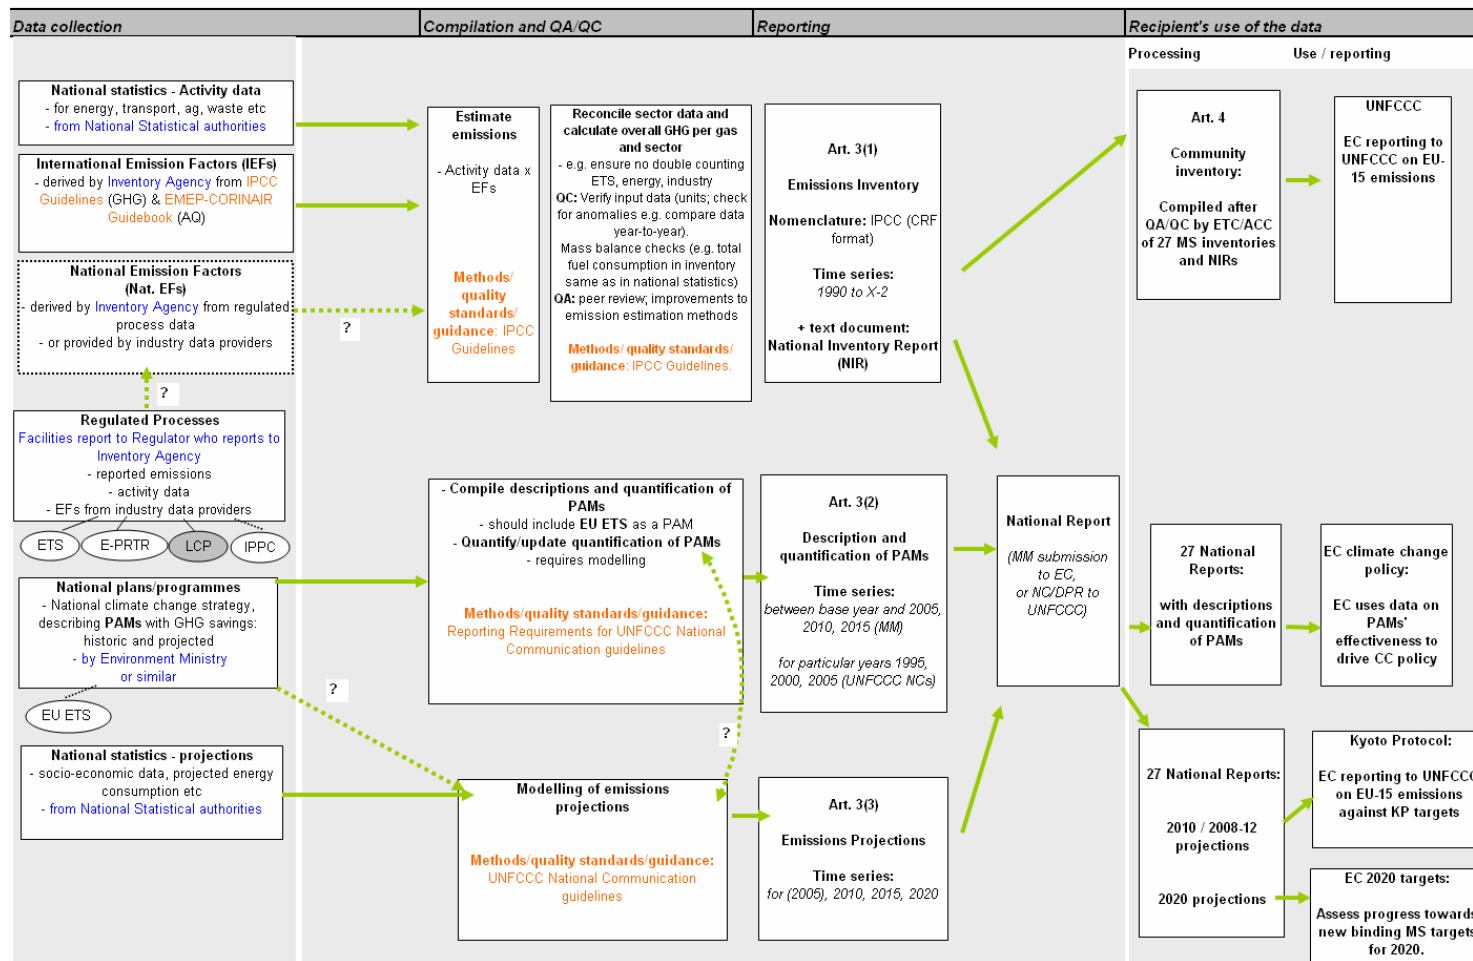 Data collection
Compilation and QA/QC
Reporting
Recipient's use of the data
Processing
Use / reporting
National statistics - Activity data
- for energy, transport, ag, waste etc
- from National Statistical authorities
International Emission Factors (IEFs)
- derived by Inventory Agency from IPCC
Guidelines (GHG) & EMEP-CORINAIR
Guidebook (AQ)
National Emission Factors
(Nat. EFs)
- derived by Inventory Agency from regulated
process data
- or provided by industry data providers
?
?
Regulated Processes
Facilities report to Regulator who reports to
Inventory Agency
- reported emissions
- activity data
- EFs from industry data providers
ETS
E-PRTR
LCP
IPPC
National plans/programmes
- National climate change strategy,
describing PAMs with GHG savings:
historic and projected
- by Environment Ministry
or similar
EU ETS
?
National statistics - projections
- socio-economic data, projected energy
consumption etc
- from National Statistical authorities
Estimate
emissions
- Activity data x
EFs
Methods/
quality
standards/
guidance: IPCC
Guidelines
Reconcile sector data and
calculate overall GHG per gas
and sector
- e.g. ensure no double counting
ETS, energy, industry
QC: Verify input data (units; check
for anomalies e.g. compare data
year-to-year).
Mass balance checks (e.g. total
fuel consumption in inventory
same as in national statistics)
QA: peer review; improvements to
emission estimation methods
Methods/ quality standards/
guidance: IPCC Guidelines.
- Compile descriptions and quantification of
PAMs
- should include EU ETS as a PAM
- Quantify/update quantification of PAMs
- requires modelling
Methods/quality standards/guidance:
Reporting Requirements for UNFCCC National
Communication guidelines
?
Modelling of emissions
projections
Methods/quality standards/guidance:
UNFCCC National Communication
guidelines
Art. 3(1)
Emissions Inventory
Nomenclature: IPCC (CRF
format)
Time series:
1990 to X-2
+ text document:
National Inventory Report
(NIR)
Art. 3(2)
Description and
quantification of PAMs
Time series:
between base year and 2005,
2010, 2015 (MM)
for particular years 1995,
2000, 2005 (UNFCCC NCs)
Art. 3(3)
Emissions Projections
Time series:
for (2005), 2010, 2015, 2020
National Report
(MM submission
to EC,
or NC/DPR to
UNFCCC)
Art. 4
Community
inventory:
Compiled after
QA/QC by ETC/ACC
of 27 MS inventories
and NIRs
UNFCCC
EC reporting to
UNFCCC on EU-
15 emissions
27 National
Reports:
with descriptions
and quantification
of PAMs
EC climate change
policy:
EC uses data on
PAMs'
effectiveness to
drive CC policy
27 National Reports:
2010 / 2008-12
projections
2020 projections
Kyoto Protocol:
EC reporting to UNFCCC
on EU-15 emissions
against KP targets
EC 2020 targets:
Assess progress towards
new binding MS targets
for 2020.